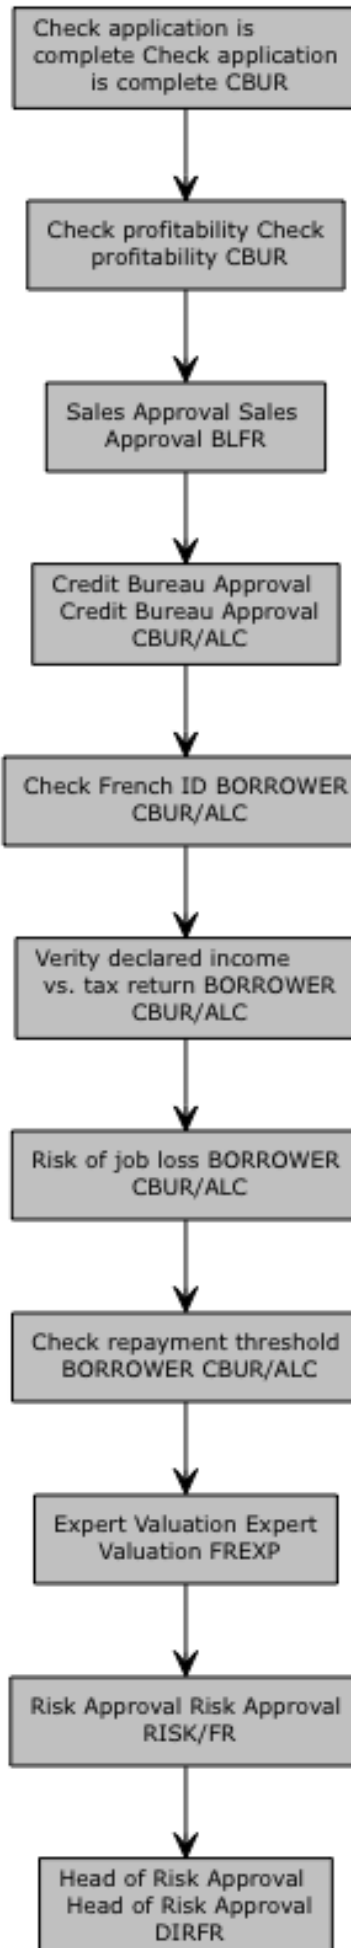 Check application is
complete Check application
is complete CBUR
Check profitability Check
profitability CBUR
Sales Approval Sales
Approval BLFR
Credit Bureau Approval
Credit Bureau Approval
CBUR/ALC
Check French ID BORROWER
CBUR/ALC
Verity declared income
vs. tax return BORROWER
CBUR/ALC
Risk of job loss BORROWER
CBUR/ALC
Check repayment threshold
BORROWER CBUR/ALC
Expert Valuation Expert
Valuation FREXP
Risk Approval Risk Approval
RISK/FR
Head of Risk Approval
Head of Risk Approval
DIRFR